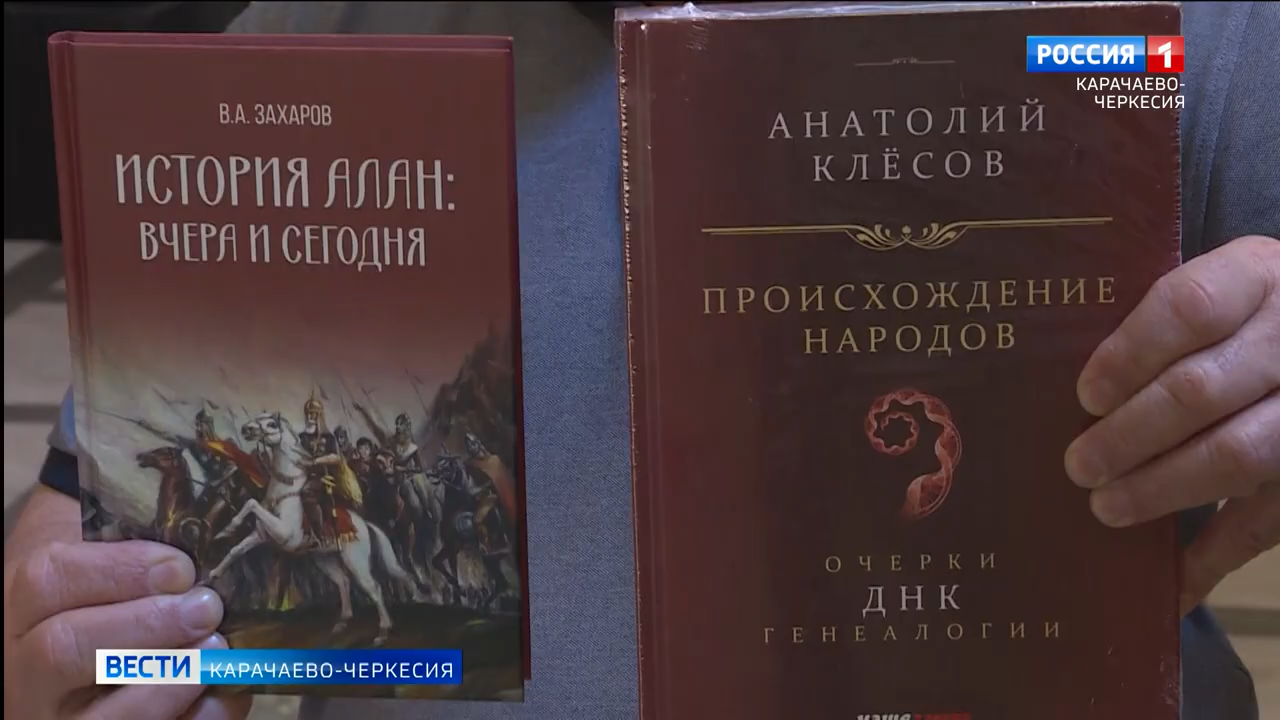 В.А. ЗАХАРОВ
ИСТОРИЯ АЛАН:
ВЧЕРА И СЕГОДНЯ
АНАТОЛИЙ
КЛЁСОВ
ПРОИСХОЖДЕНИЕ
НАРОДОВ
ОЧЕРКИ
ДНК
ГЕНЕАЛОГИИ
РОССИЯ 1
КАРАЧАЕВО-
ЧЕРКЕСИЯ
ВЕСТИ КАРАЧАЕВО-ЧЕРКЕСИЯ